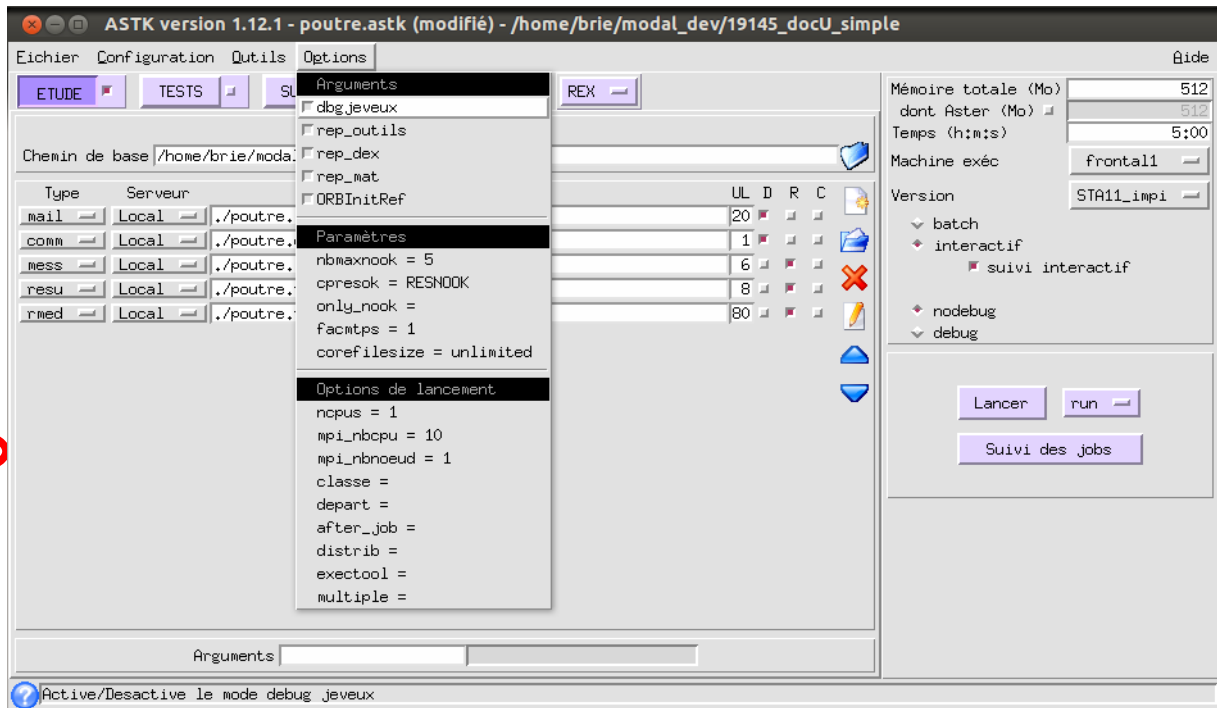 ASTK version 1.12.1 - poutre.astk (modifié) - /home/brie/modal_dev/19145_docU_simple
Eichier Configuration Outils Options Aide
ETUDE TESTS REX
Chemin de base /home/brie/modal
Type Serveur UL D R C
mail Local ./poutre. 20
comm Local ./poutre. 1
mess Local ./poutre. 6
resu Local ./poutre. 8
rmed Local ./poutre. 80
Arguments
dbgjeveux
rep_outils
rep_dex
rep_mat
ORBInitRef
Paramètres
nbmaxnook = 5
cpresok = RESNOOK
only_nook =
facmtps = 1
corefilesize = unlimited
Options de lancement
ncpus = 1
mpi_nbcpu = 10
mpi_nbnoeud = 1
classe =
depart =
after_job =
distrib =
exectool =
multiple =
Mémoire totale (Mo) 512
dont Aster (Mo) 512
Temps (h:m:s) 5:00
Machine exéc frontal1
Version STA11_impi
batch
interactif
suivi interactif
nodebug
debug
Lancer run
Suivi des jobs
Arguments
Active/Desactive le mode debug jeveux